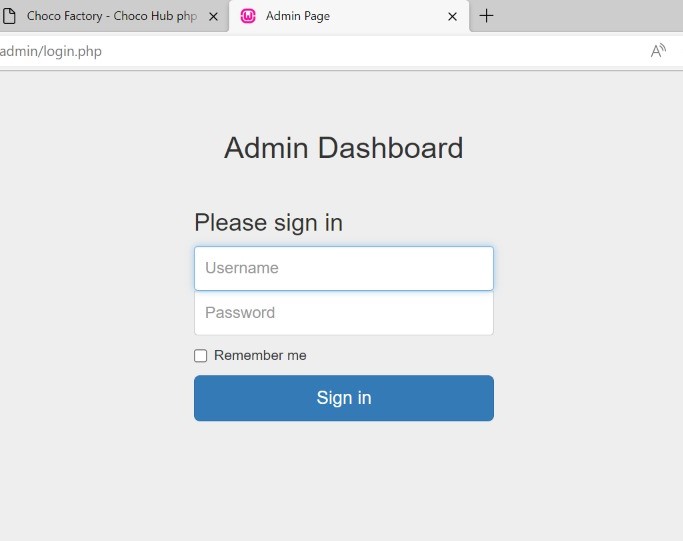 Choco Factory - Choco Hub php
Admin Page
admin/login.php
Admin Dashboard
Please sign in
Username
Password
Remember me
Sign in